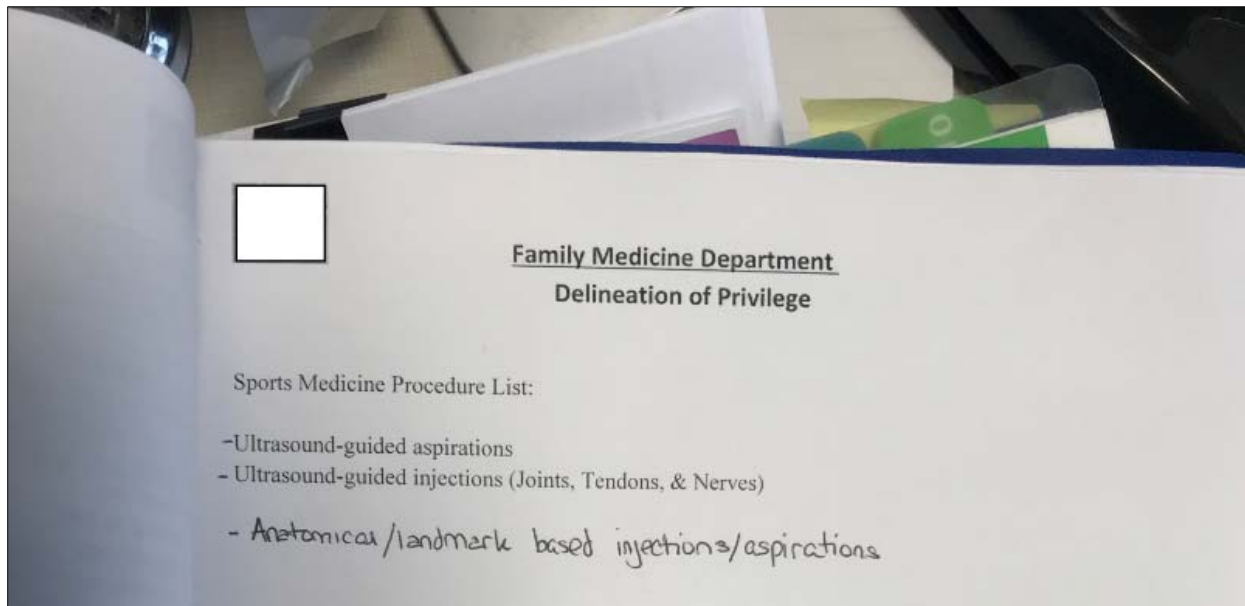 Family Medicine Department
Delineation of Privilege
Sports Medicine Procedure List:
-Ultrasound-guided aspirations
- Ultrasound-guided injections (Joints, Tendons, & Nerves)
- Anatomical/landmark based injections/aspirations